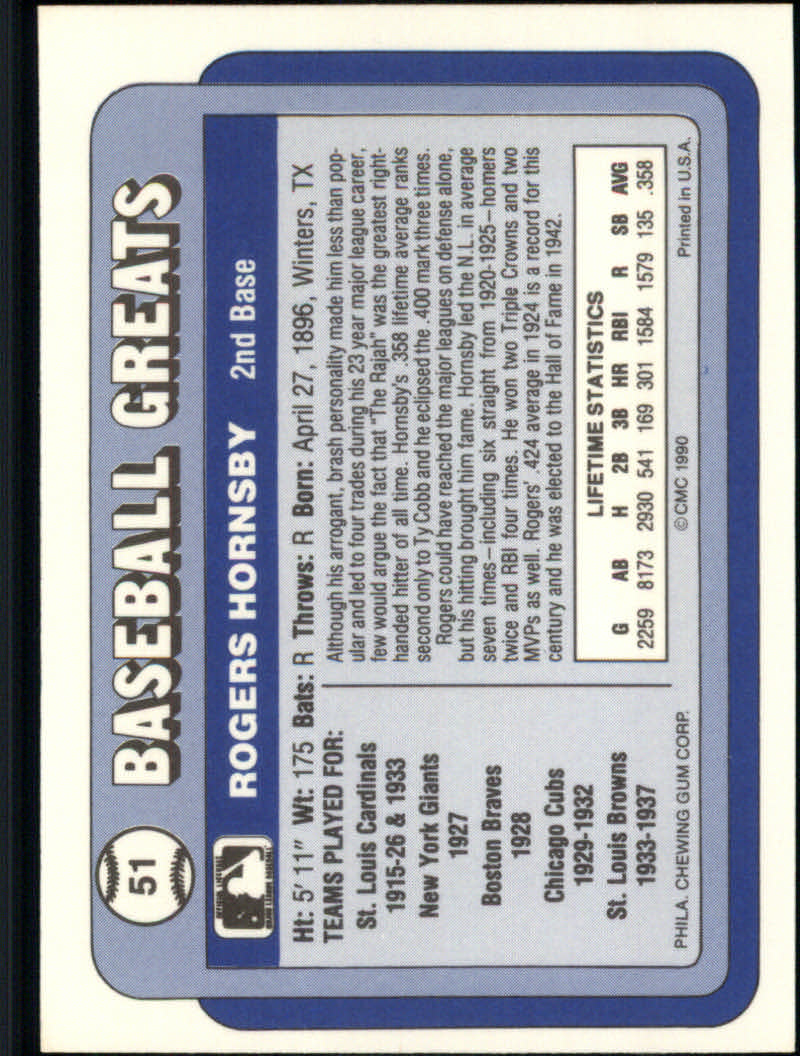 51
BASEBALL GREATS
ROGERS HORNSBY 2nd Base
Ht: 5' 11" Wt: 175 Bats: R Throws: R Born: April 27, 1896, Winters, TX
TEAMS PLAYED FOR:
St. Louis Cardinals
1915-26 & 1933
New York Giants
1927
Boston Braves
1928
Chicago Cubs
1929-1932
St. Louis Browns
1933-1937
Although his arrogant, brash personality made him less than pop-
ular and led to four trades during his 23 year major league career,
few would argue the fact that "The Rajah" was the greatest right-
handed hitter of all time. Hornsby's .358 lifetime average ranks
second only to Ty Cobb and he eclipsed the .400 mark three times.
Rogers could have reached the major leagues on defense alone,
but his hitting brought him fame. Hornsby led the N.L. in average
seven times—including six straight from 1920-1925—homers
twice and RBI four times. He won two Triple Crowns and two
MVPs as well. Rogers' .424 average in 1924 is a record for this
century and he was elected to the Hall of Fame in 1942.
LIFETIME STATISTICS
G AB H 2B 3B HR RBI R SB AVG
2259 8173 2930 541 169 301 1584 1579 135 .358
PHILA. CHEWING GUM CORP. © CMC 1990 Printed in U.S.A.